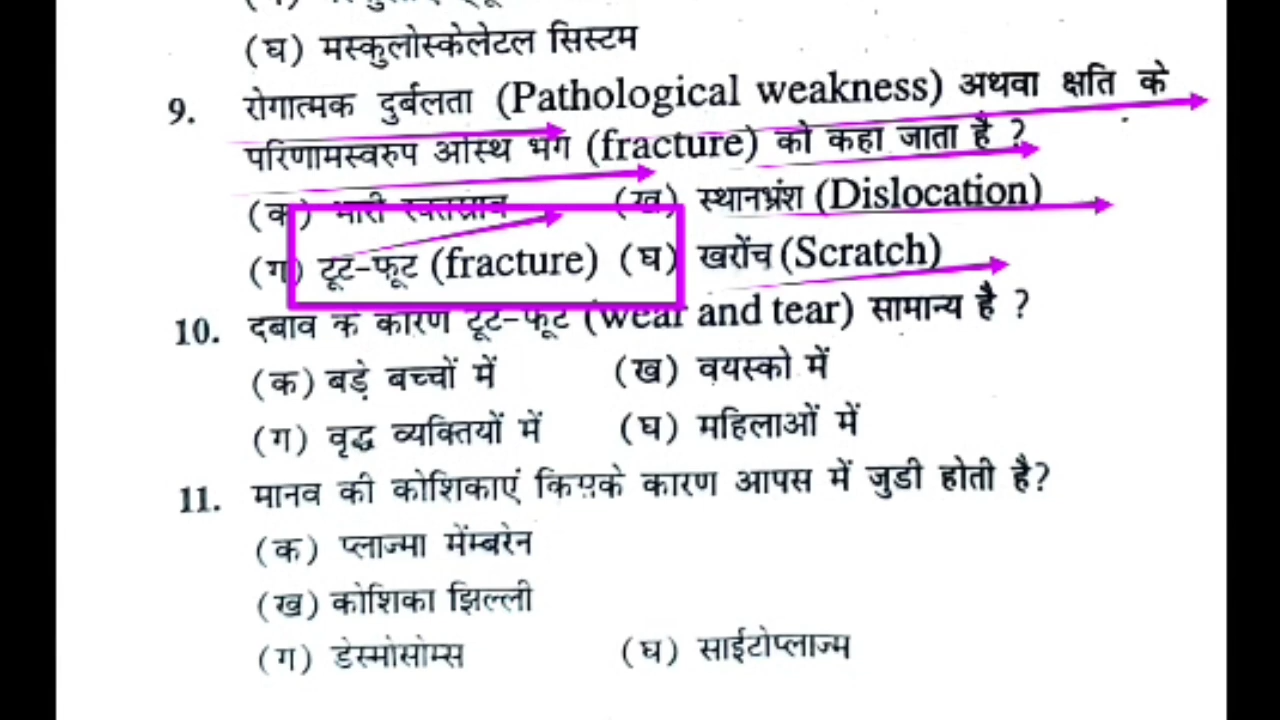 (घ) मस्कुलोस्केलेटल सिस्टम
9. रोगात्मक दुर्बलता (Pathological weakness) अथवा क्षति के
परिणामस्वरुप अस्थि भंग (fracture) को कहा जाता है ?
(क) भारी रक्तस्राव (ख) स्थानभ्रंश (Dislocation)
(ग) टूट-फूट (fracture) (घ) खरोंच (Scratch)
10. दबाव के कारण टूट-फूट (wear and tear) सामान्य है ?
(क) बड़े बच्चों में (ख) वयस्को में
(ग) वृद्ध व्यक्तियों में (घ) महिलाओं में
11. मानव की कोशिकाएं किसके कारण आपस में जुडी होती है?
(क) प्लाज्मा मेंम्बरेन
(ख) कोशिका झिल्ली
(ग) डेस्मोसोम्स (घ) साईटोप्लाज्म